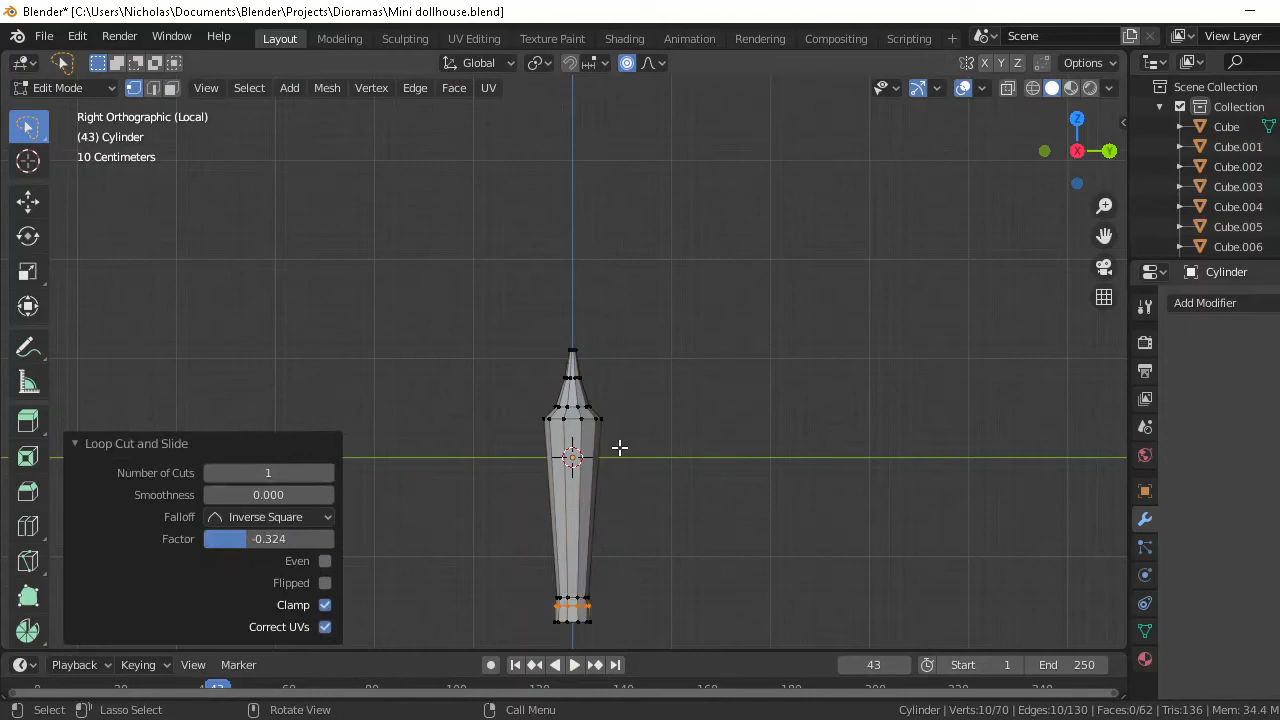 Blender* [C:\Users\Nicholas\Documents\Blender\Projects\Dioramas\Mini dollhouse.blend]
File Edit Render Window Help Layout Modeling Sculpting UV Editing Texture Paint Shading Animation Rendering Compositing Scripting Scene View Layer
Global X Y Z Options
Edit Mode View Select Add Mesh Vertex Edge Face UV
Right Orthographic (Local)
(43) Cylinder
10 Centimeters
Z
X
Y
Scene Collection
Collection
Cube
Cube.001
Cube.002
Cube.003
Cube.004
Cube.005
Cube.006
Cylinder
Add Modifier
Loop Cut and Slide
Number of Cuts 1
Smoothness 0.000
Falloff Inverse Square
Factor -0.324
Even
Flipped
Clamp
Correct UVs
Playback Keying View Marker 43 Start 1 End 250
Select Lasso Select Rotate View Call Menu Cylinder | Verts:10/70 | Edges:10/130 | Faces:0/62 | Tris:136 | Mem: 34.4 M